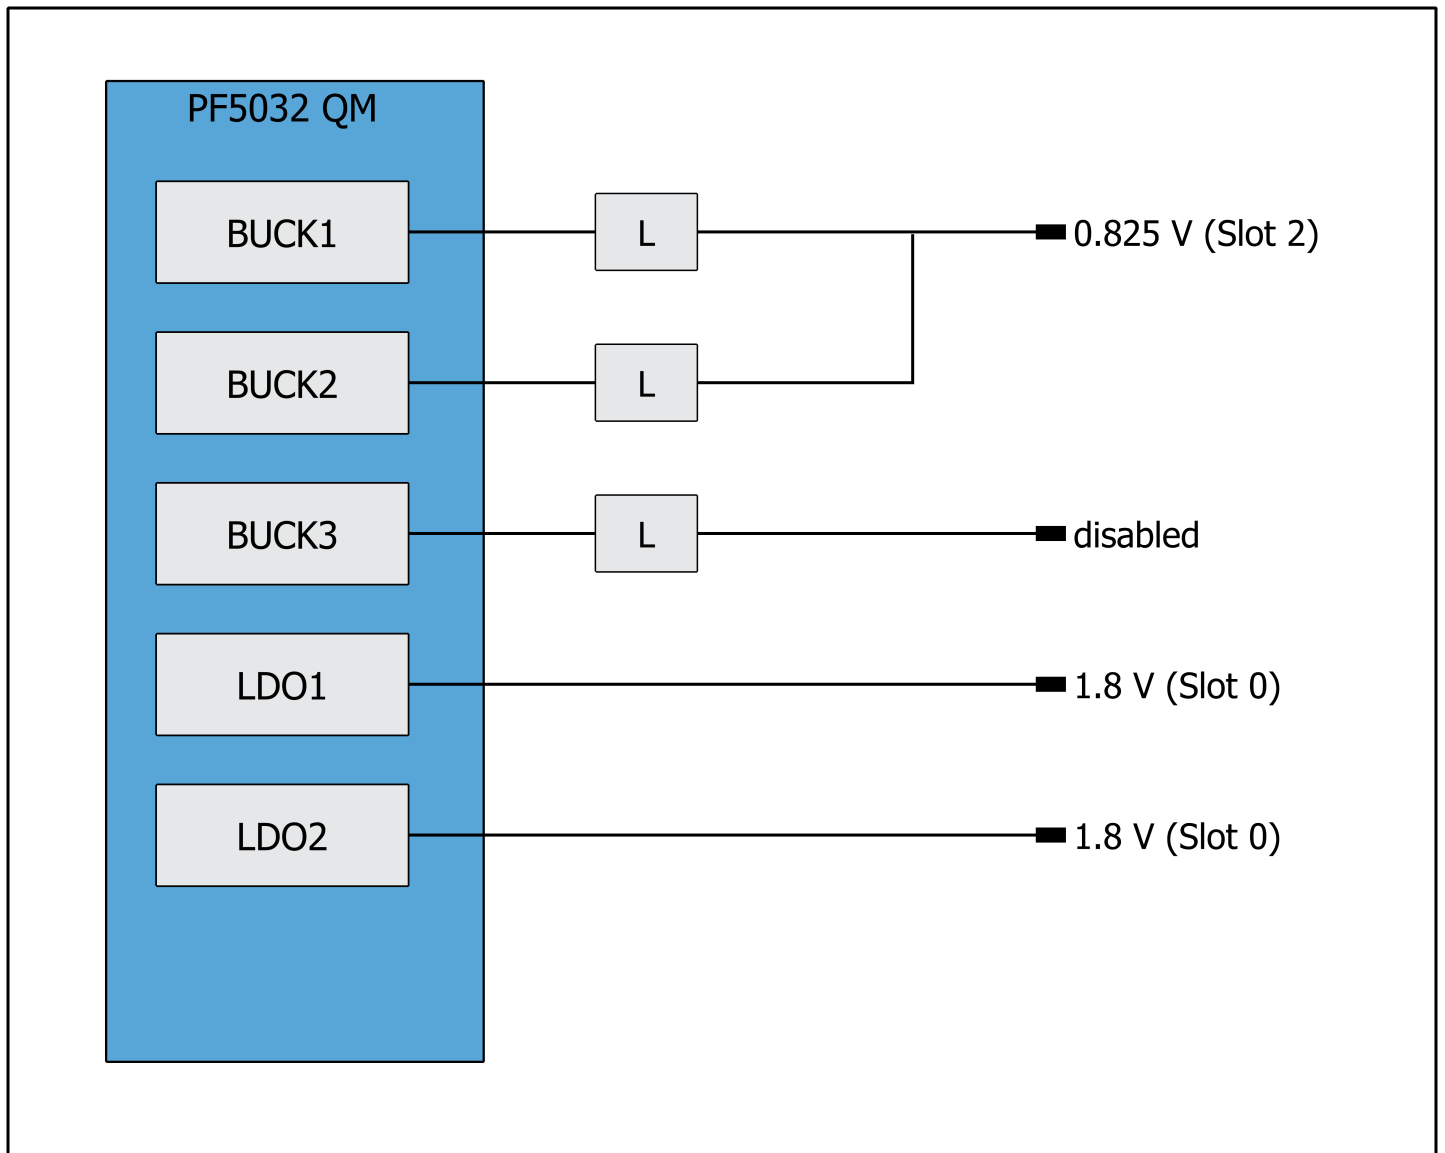 PF5032 QM
BUCK1
L
0.825 V (Slot 2)
BUCK2
L
BUCK3
L
disabled
LDO1
1.8 V (Slot 0)
LDO2
1.8 V (Slot 0)